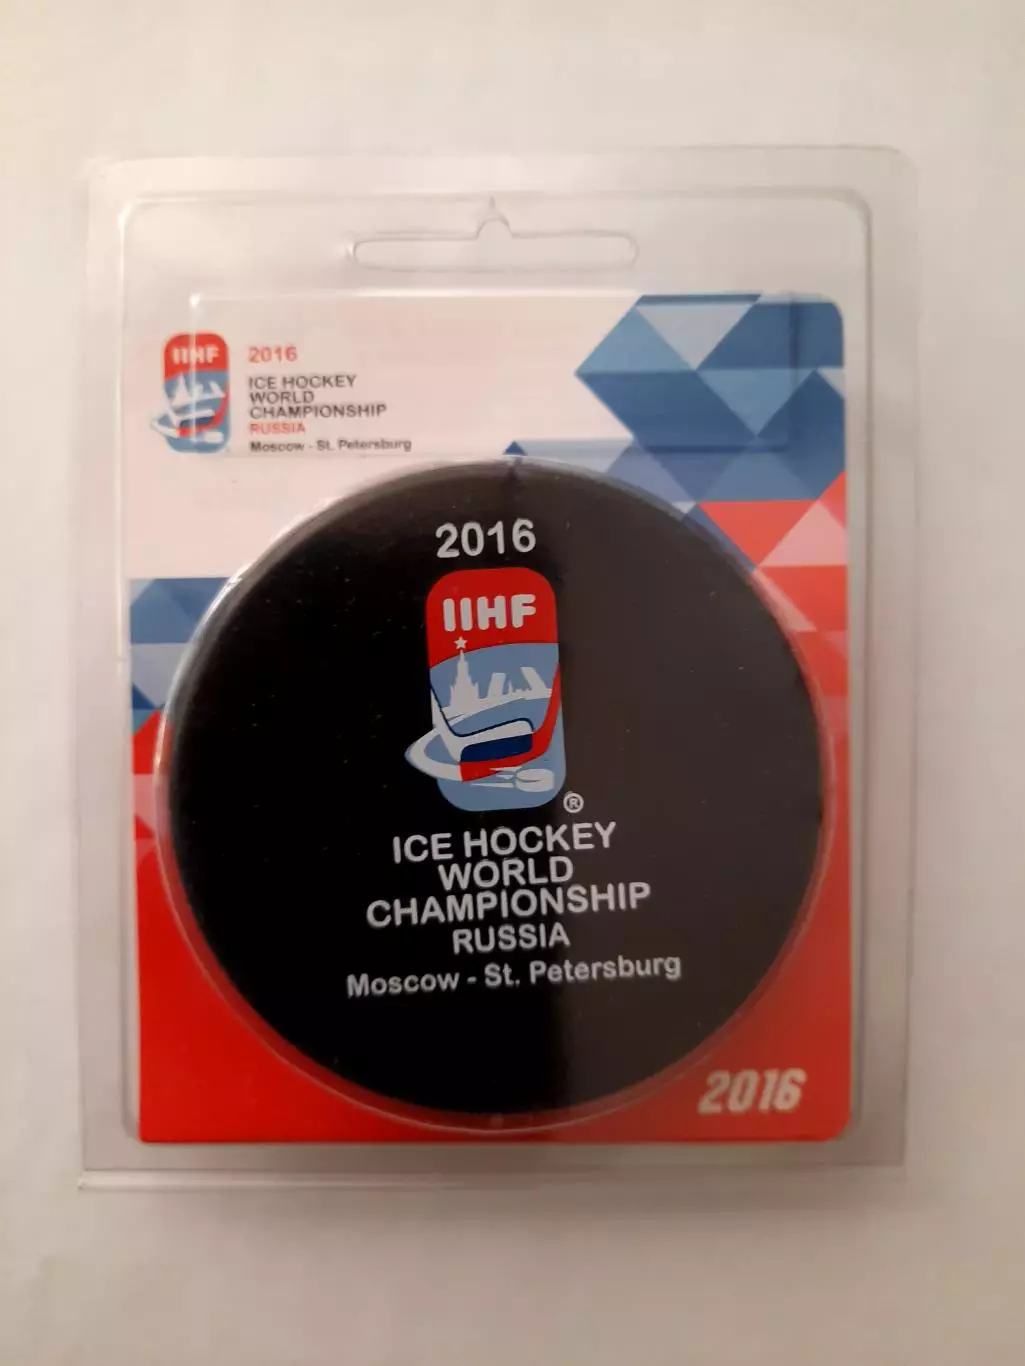 IIHF
2016
ICE HOCKEY
WORLD
CHAMPIONSHIP
RUSSIA
Moscow - St. Petersburg
2016
IIHF
®
ICE HOCKEY
WORLD
CHAMPIONSHIP
RUSSIA
Moscow - St. Petersburg
2016